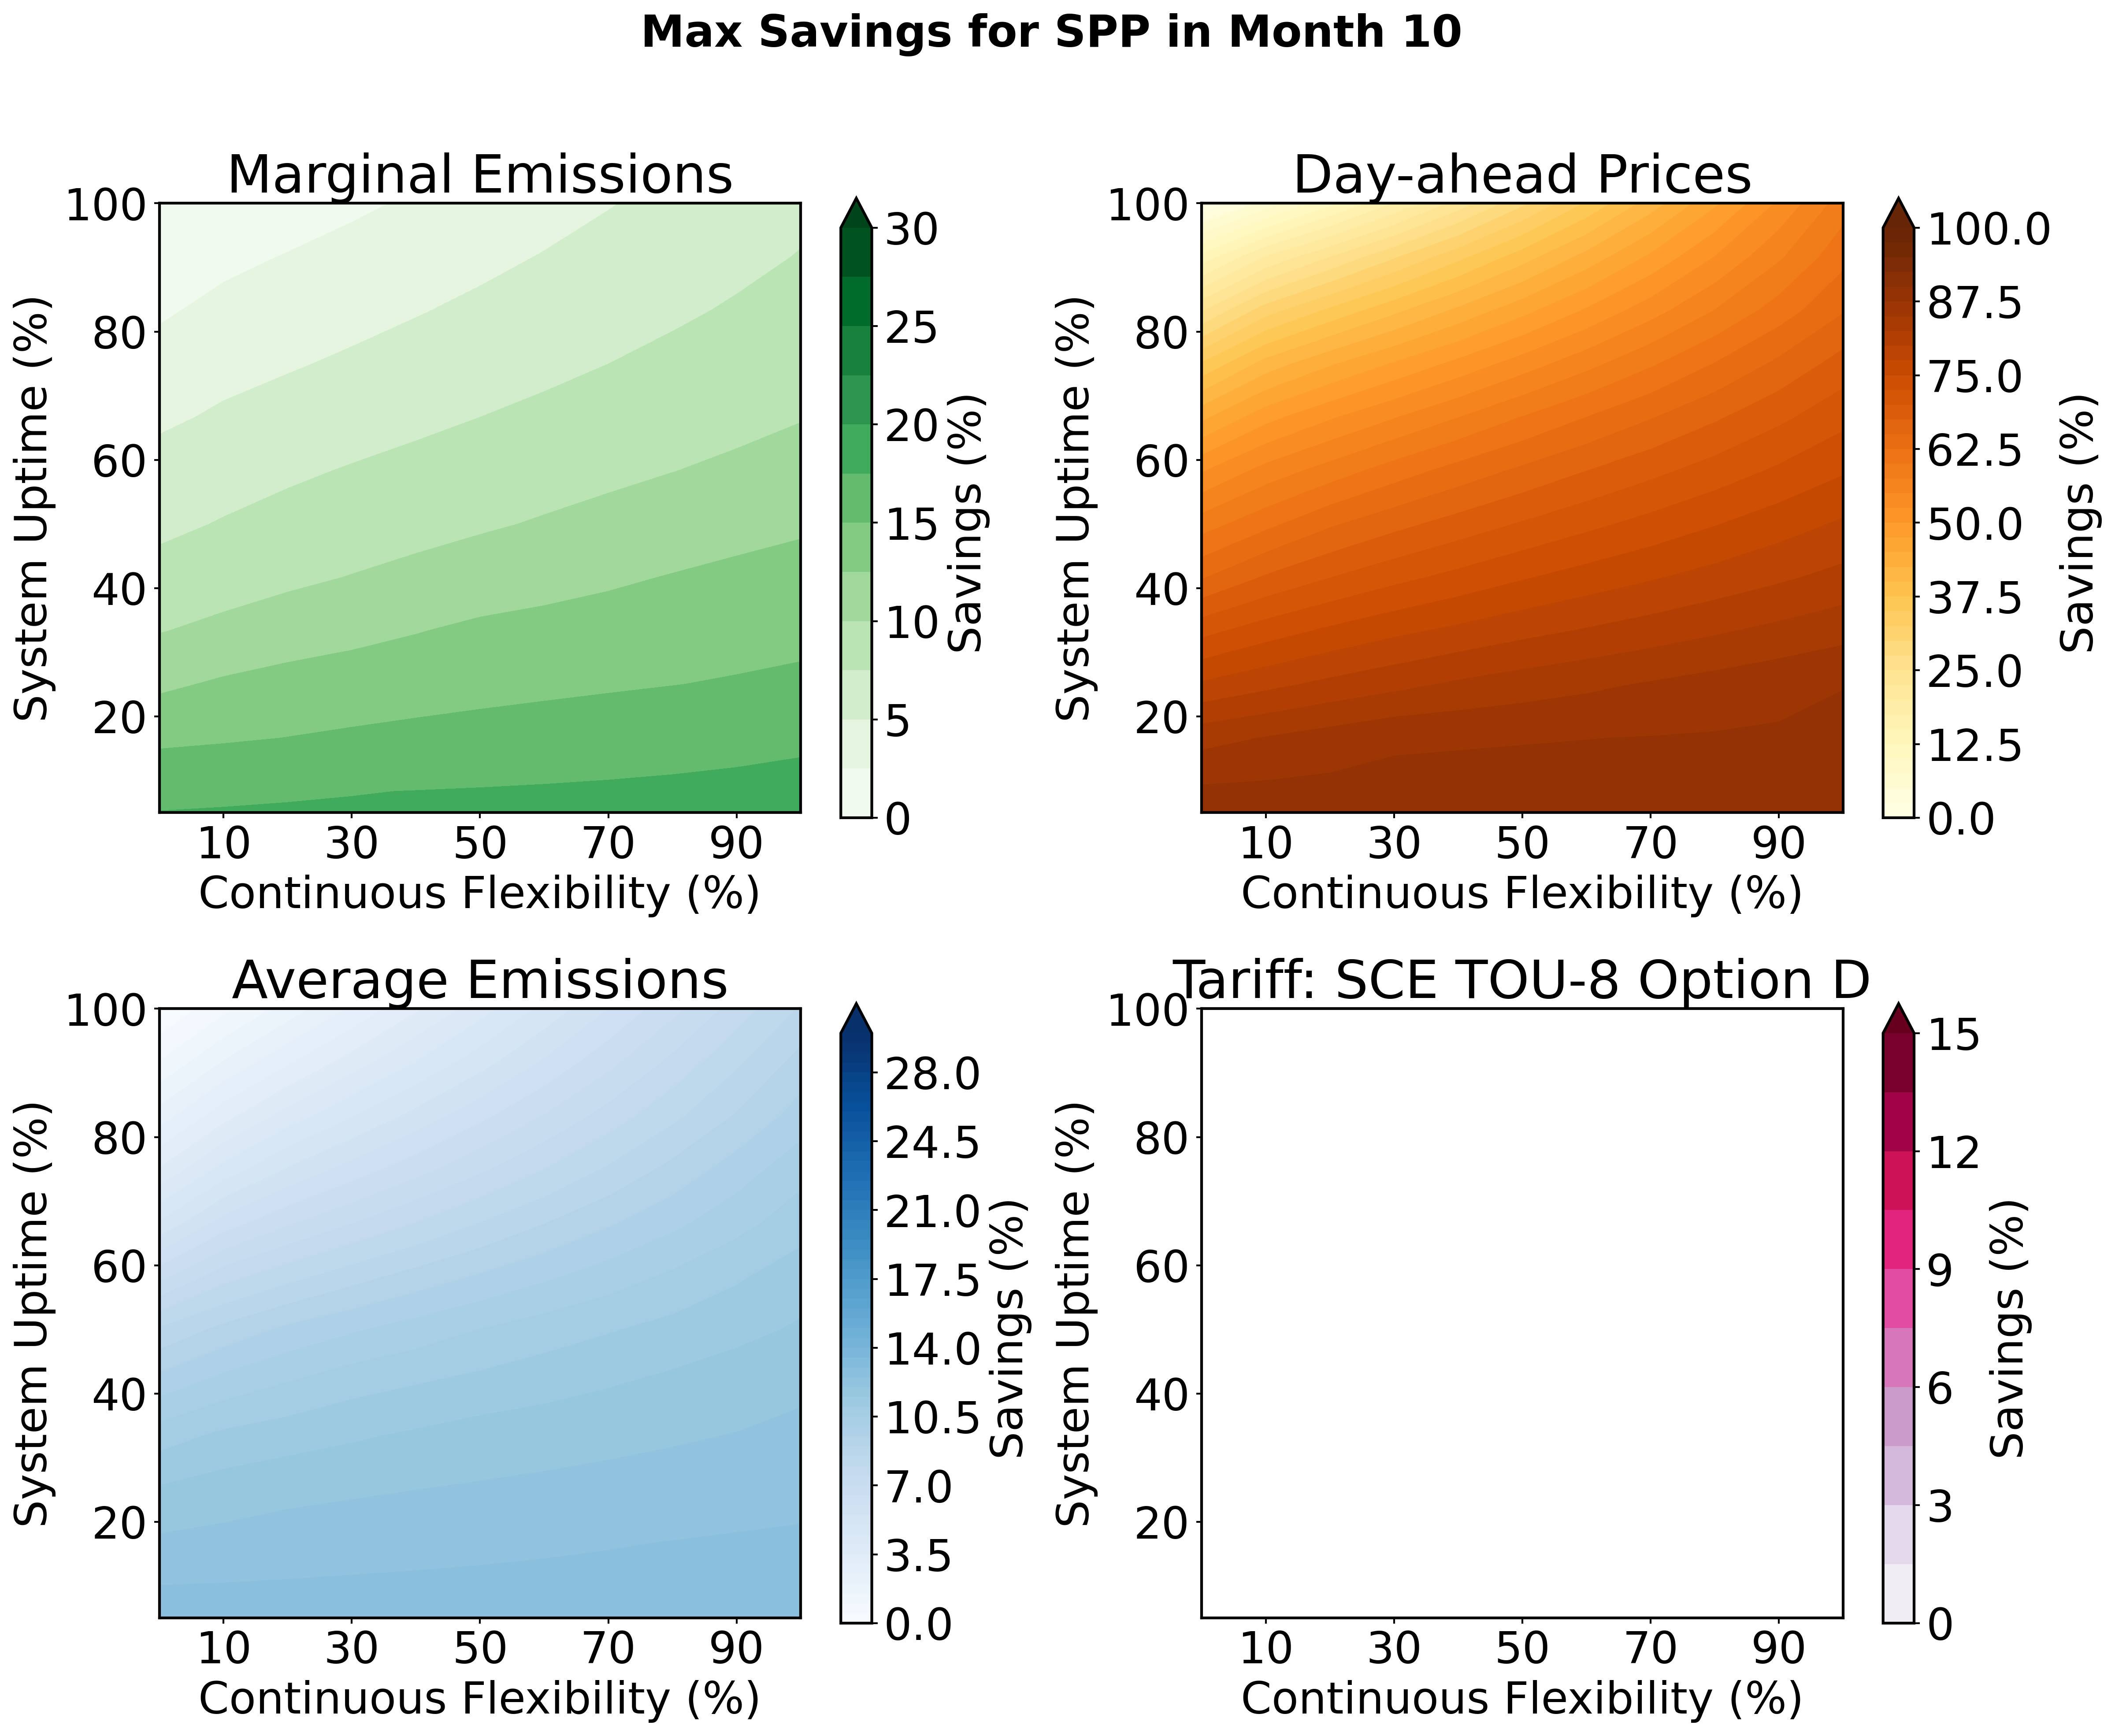 Max Savings for SPP in Month 10
Marginal Emissions
100
80
60
40
20
System Uptime (%)
10 30 50 70 90
Continuous Flexibility (%)
30
25
20
15
10
5
0
Savings (%)
Day-ahead Prices
100
80
60
40
20
System Uptime (%)
10 30 50 70 90
Continuous Flexibility (%)
100.0
87.5
75.0
62.5
50.0
37.5
25.0
12.5
0.0
Savings (%)
Average Emissions
100
80
60
40
20
System Uptime (%)
10 30 50 70 90
Continuous Flexibility (%)
28.0
24.5
21.0
17.5
14.0
10.5
7.0
3.5
0.0
Savings (%)
Tariff: SCE TOU-8 Option D
100
80
60
40
20
System Uptime (%)
10 30 50 70 90
Continuous Flexibility (%)
15
12
9
6
3
0
Savings (%)